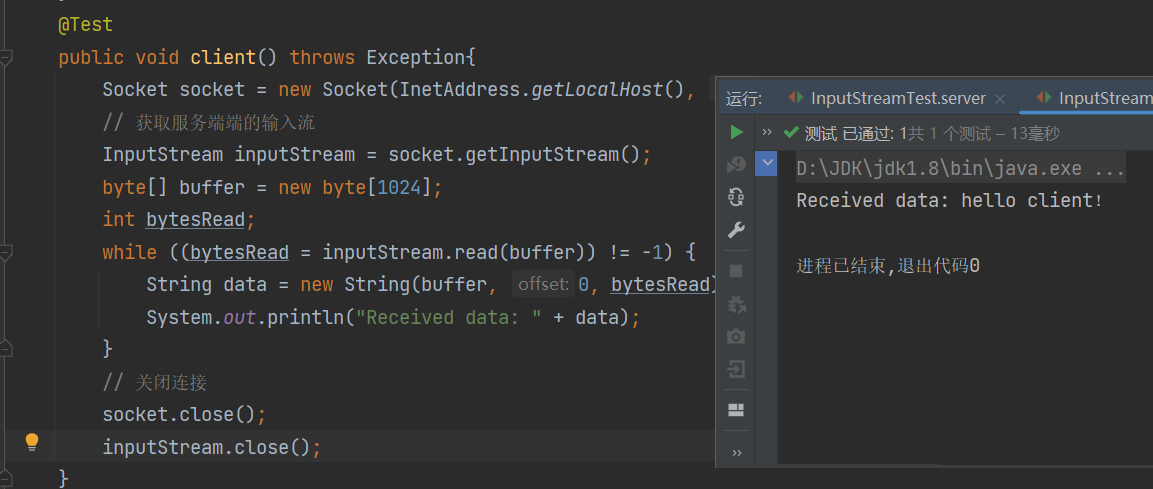 @Test
public void client() throws Exception{
Socket socket = new Socket(InetAddress.getLocalHost(),
// 获取服务端端的输入流
InputStream inputStream = socket.getInputStream();
byte[] buffer = new byte[1024];
int bytesRead;
while ((bytesRead = inputStream.read(buffer)) != -1) {
String data = new String(buffer, offset: 0, bytesRead)
System.out.println("Received data: " + data);
}
// 关闭连接
socket.close();
inputStream.close();
}
运行: InputStreamTest.server × InputStream
>> 测试 已通过: 1共 1 个测试 – 13毫秒
D:\JDK\jdk1.8\bin\java.exe ...
Received data: hello client!
进程已结束,退出代码0
>>